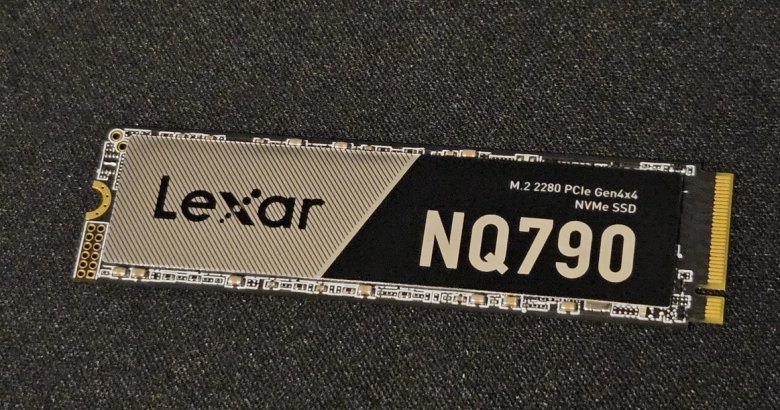 Lexar
M.2 2280 PCIe Gen4x4
NVMe SSD
NQ790